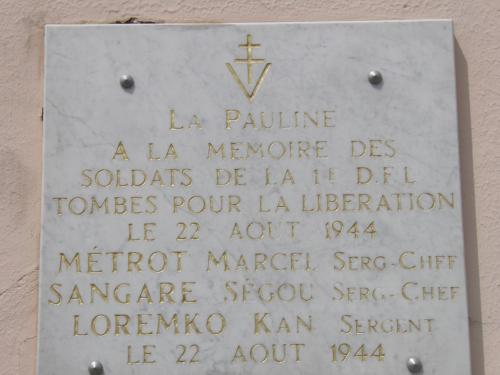 LA PAULINE
A LA MEMOIRE DES
SOLDATS DE LA 1E D.F.L
TOMBES POUR LA LIBERATION
LE 22 AOUT 1944
MÉTROT MARCEL SERG-CHEF
SANGARE SÉGOU SERG-CHEF
LOREMKO KAN SERGENT
LE 22 AOUT 1944